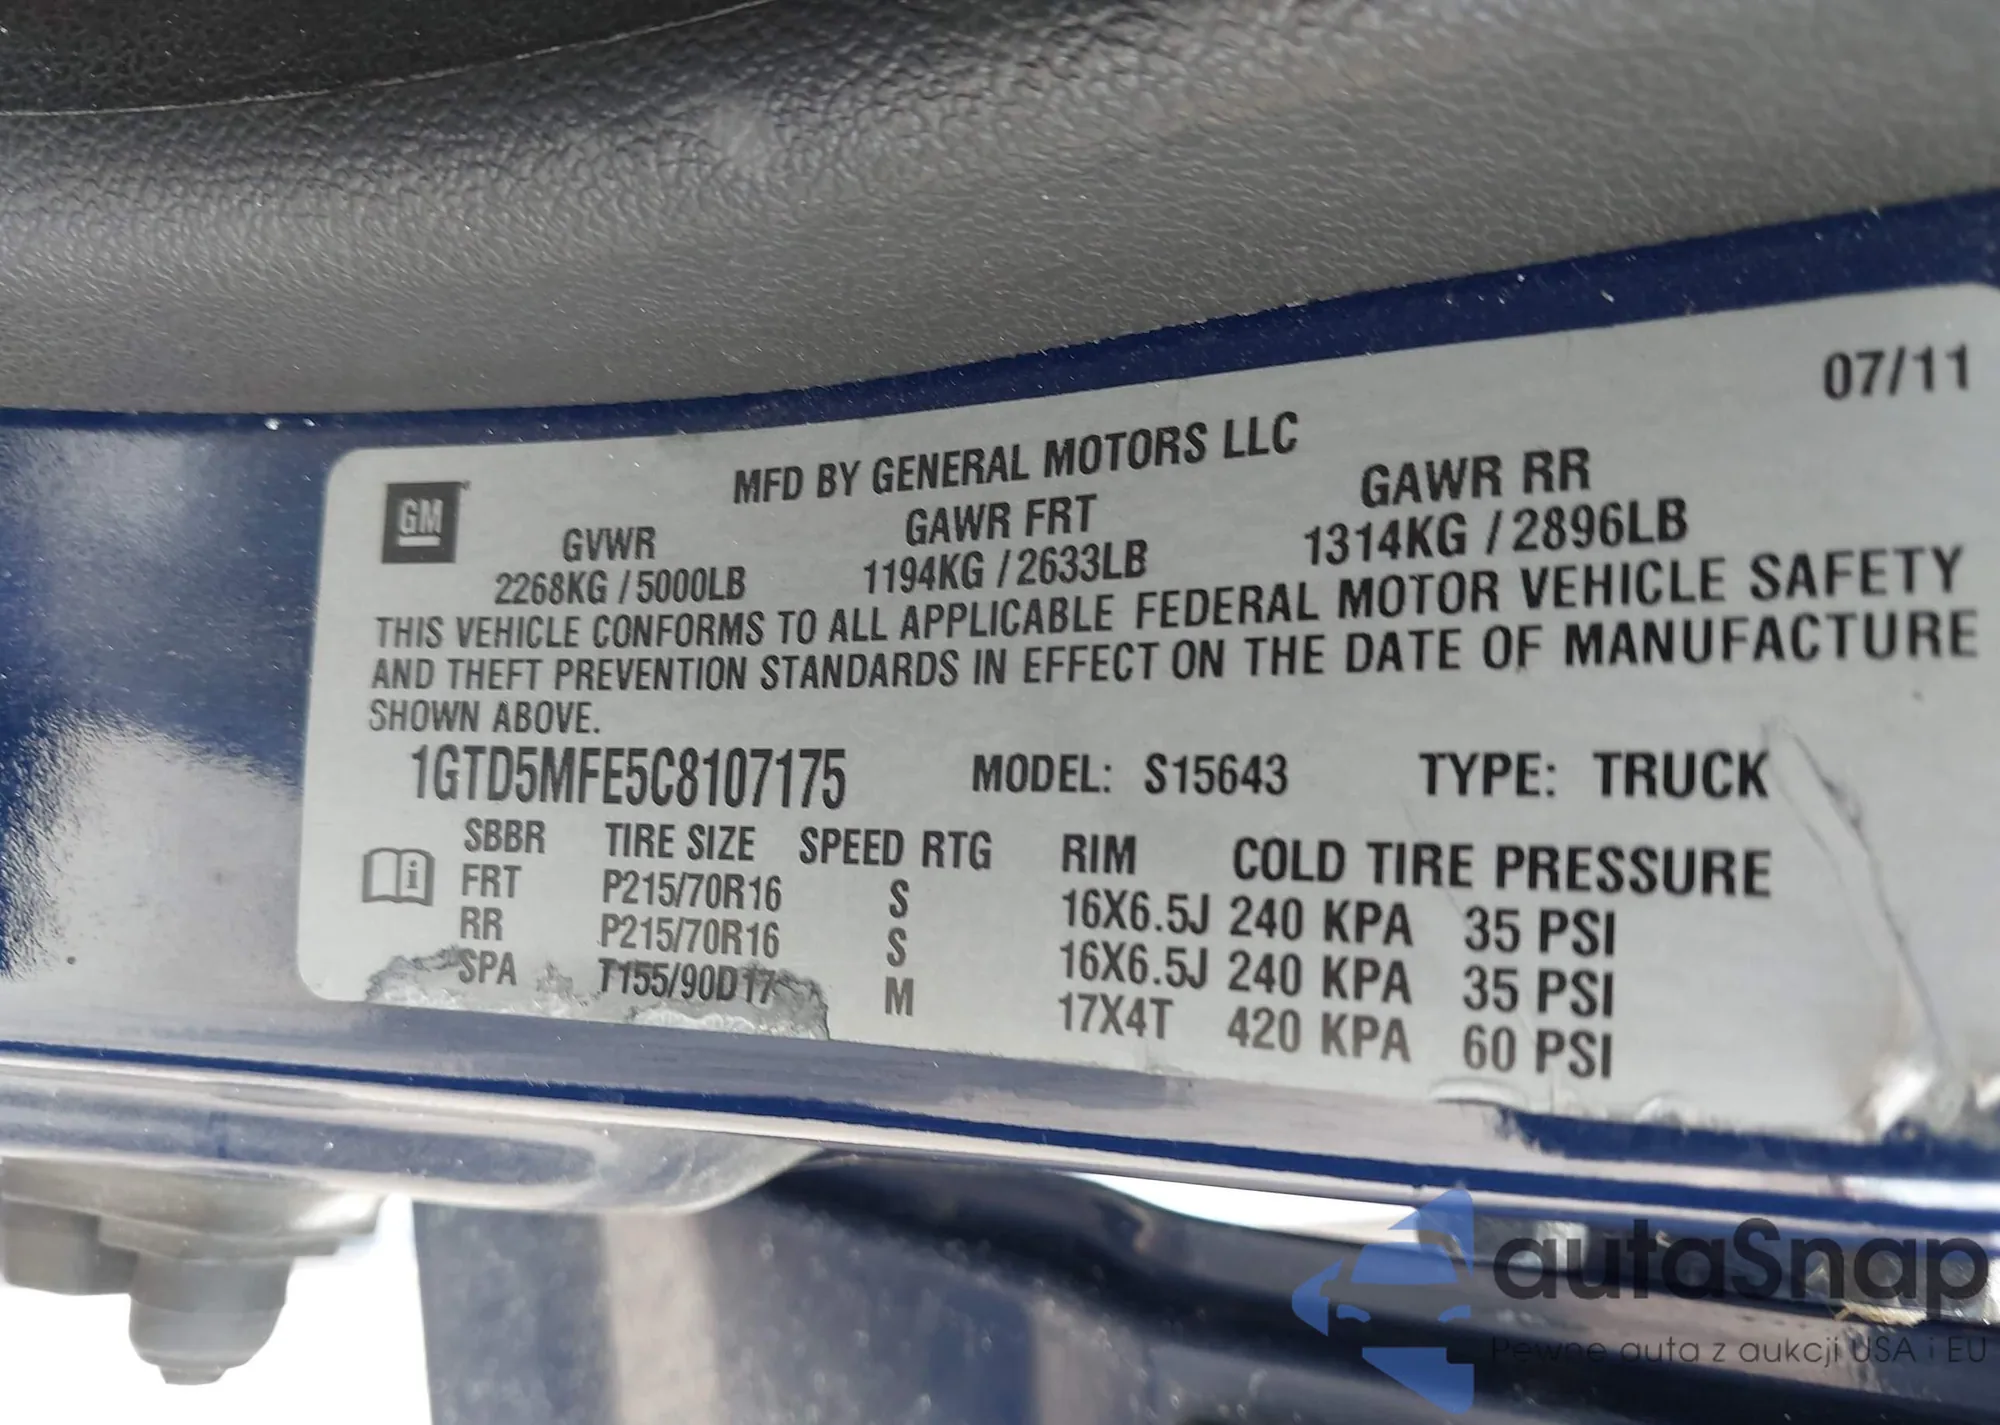 07/11
MFD BY GENERAL MOTORS LLC
GM
GVWR GAWR FRT GAWR RR
2268KG / 5000LB 1194KG / 2633LB 1314KG / 2896LB
THIS VEHICLE CONFORMS TO ALL APPLICABLE FEDERAL MOTOR VEHICLE SAFETY
AND THEFT PREVENTION STANDARDS IN EFFECT ON THE DATE OF MANUFACTURE
SHOWN ABOVE.
1GTD5MFE5C8107175 MODEL: S15643 TYPE: TRUCK
SBBR TIRE SIZE SPEED RTG RIM COLD TIRE PRESSURE
FRT P215/70R16 S 16X6.5J 240 KPA 35 PSI
RR P215/70R16 S 16X6.5J 240 KPA 35 PSI
SPA T155/90D17 M 17X4T 420 KPA 60 PSI
autaSnap
Pewne auta z aukcji USA i EU